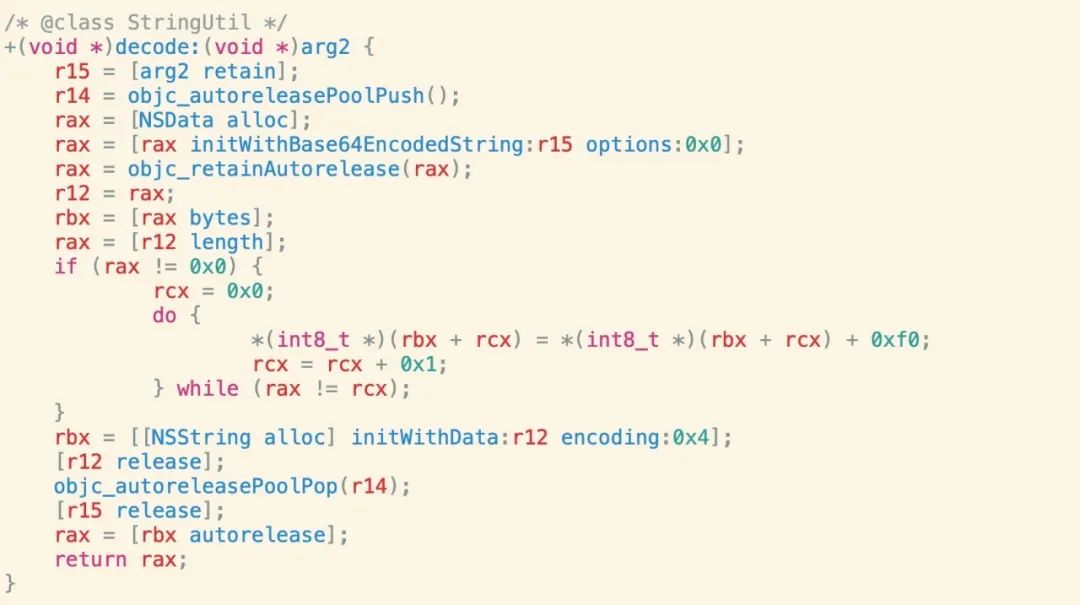 /* @class StringUtil */
+(void *)decode:(void *)arg2 {
    r15 = [arg2 retain];
    r14 = objc_autoreleasePoolPush();
    rax = [NSData alloc];
    rax = [rax initWithBase64EncodedString:r15 options:0x0];
    rax = objc_retainAutorelease(rax);
    r12 = rax;
    rbx = [rax bytes];
    rax = [r12 length];
    if (rax != 0x0) {
            rcx = 0x0;
            do {
                    *(int8_t *)(rbx + rcx) = *(int8_t *)(rbx + rcx) + 0xf0;
                    rcx = rcx + 0x1;
            } while (rax != rcx);
    }
    rbx = [[NSString alloc] initWithData:r12 encoding:0x4];
    [r12 release];
    objc_autoreleasePoolPop(r14);
    [r15 release];
    rax = [rbx autorelease];
    return rax;
}